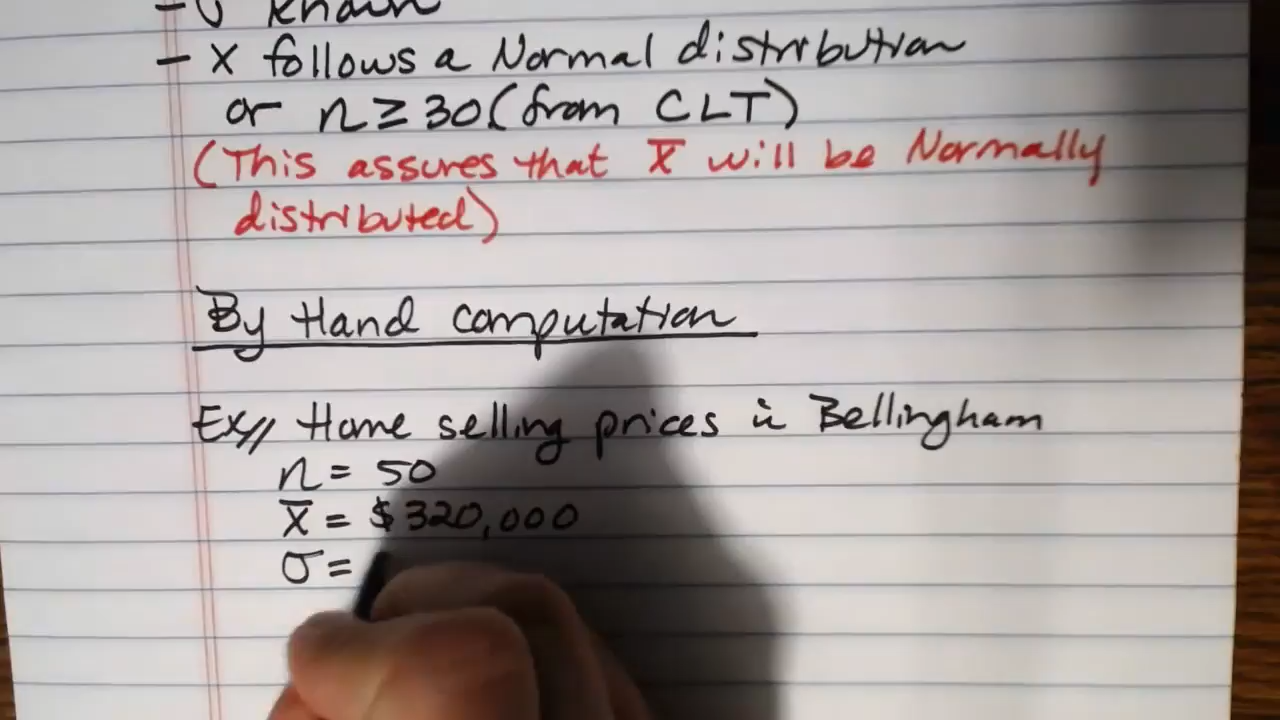 - σ known
- X follows a Normal distribution
or n ≥ 30 (from CLT)
(This assures that X̅ will be Normally
distributed)
By Hand computation
Ex// Home selling prices in Bellingham
n = 50
X̅ = $320,000
σ =